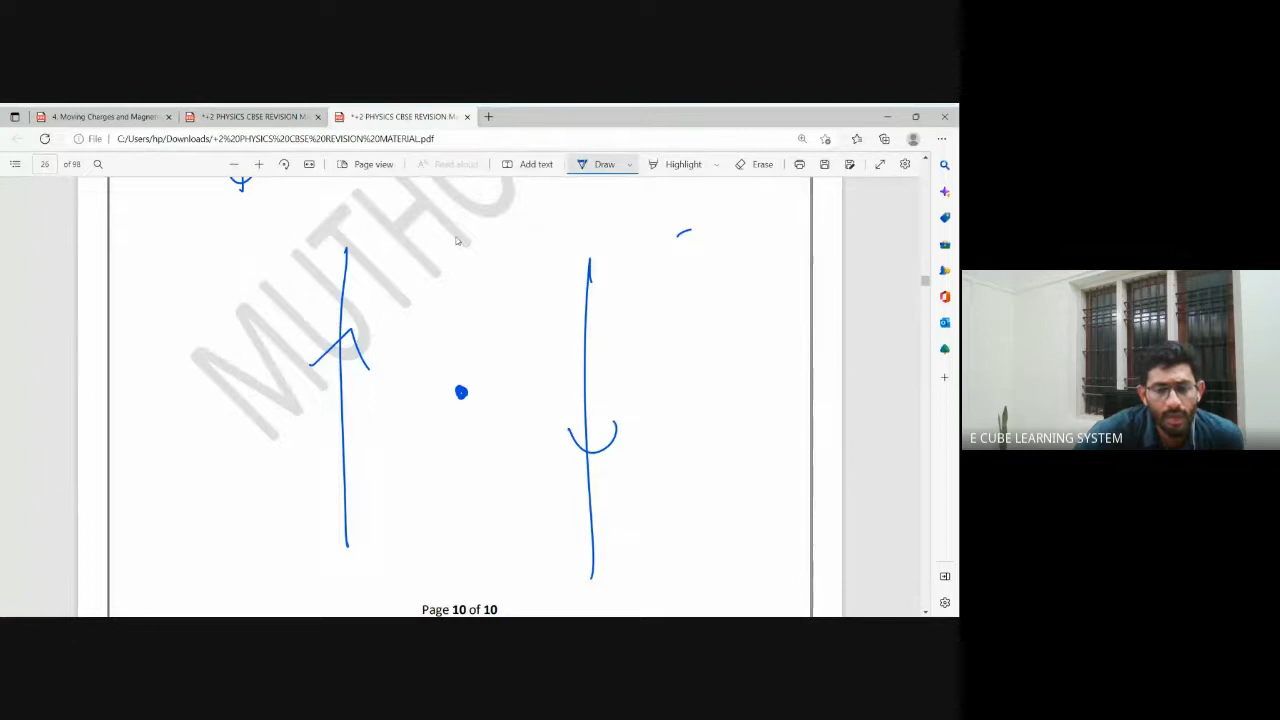 4. Moving Charges and Magnet
*+2 PHYSICS CBSE REVISION M
*+2 PHYSICS CBSE REVISION M
File
C:/Users/hp/Downloads/+2%20PHYSICS%20CBSE%20REVISION%20MATERIAL.pdf
26 of 98
Page view
Read aloud
Add text
Draw
Highlight
Erase
MUTHO
E CUBE LEARNING SYSTEM
Page 10 of 10